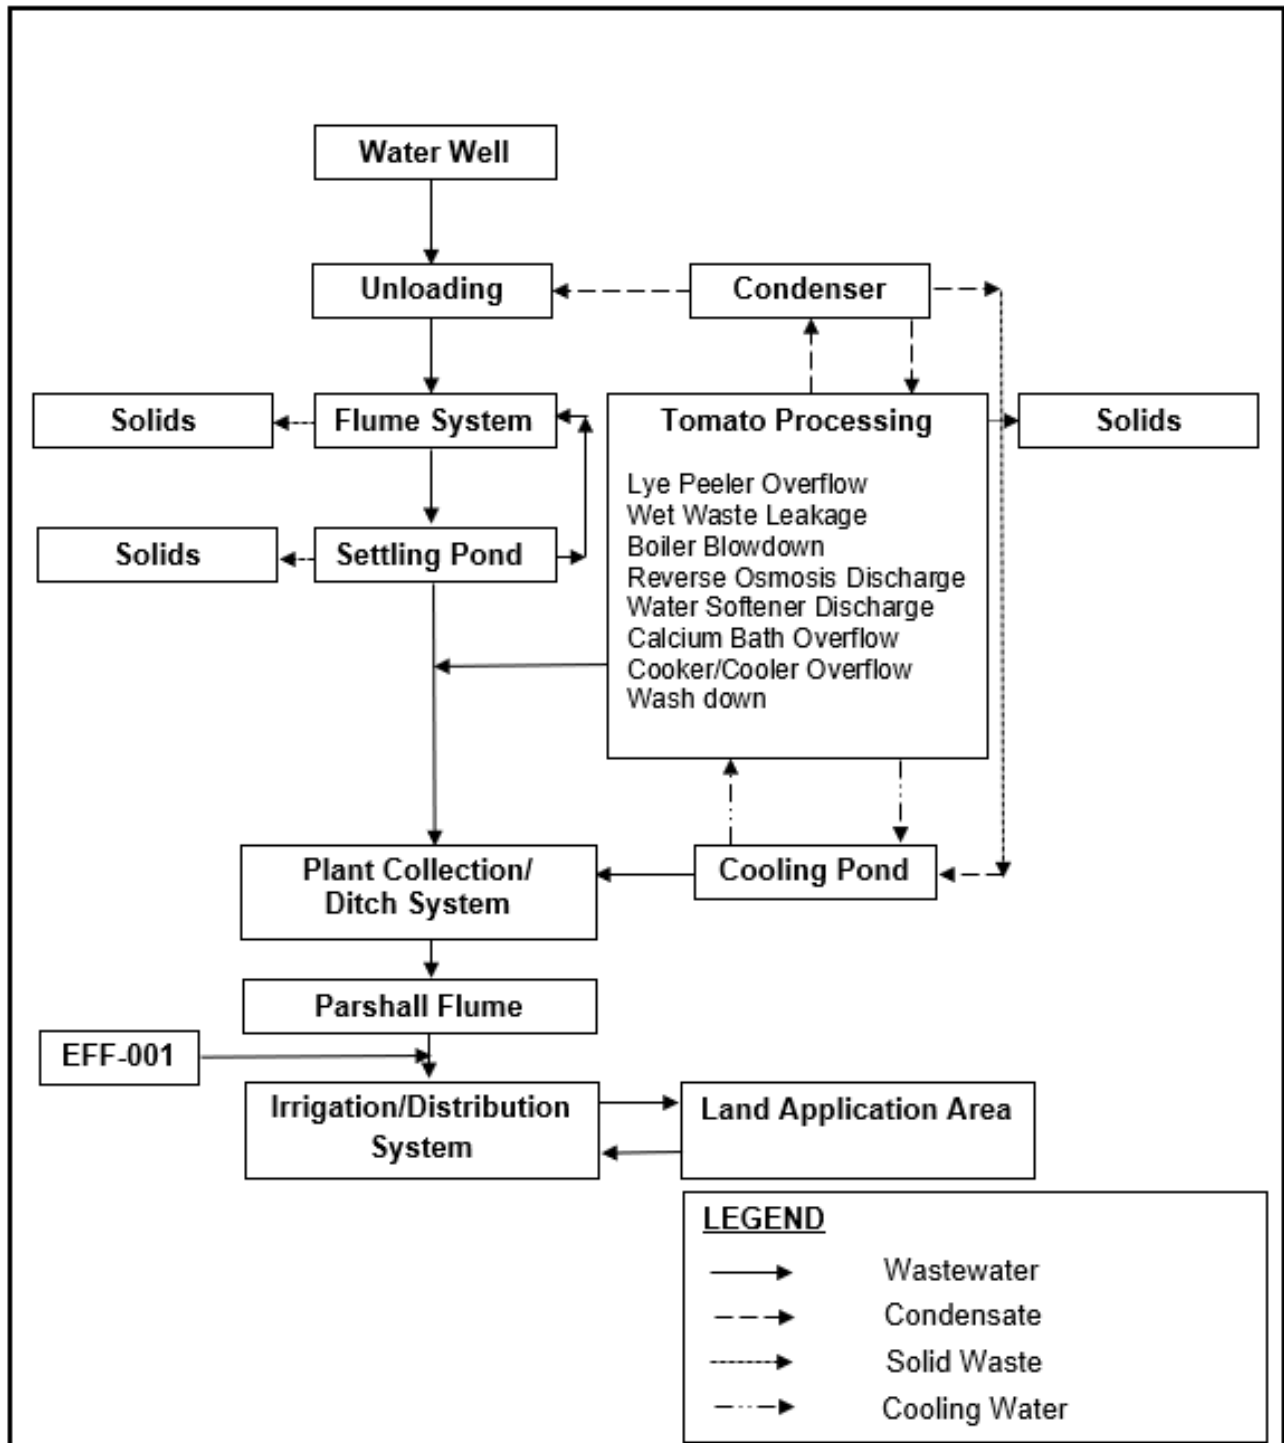 Water Well
Unloading
Condenser
Solids
Flume System
Tomato Processing
Solids
Lye Peeler Overflow
Wet Waste Leakage
Boiler Blowdown
Reverse Osmosis Discharge
Water Softener Discharge
Calcium Bath Overflow
Cooker/Cooler Overflow
Wash down
Solids
Settling Pond
Plant Collection/
Ditch System
Cooling Pond
Parshall Flume
EFF-001
Irrigation/Distribution
System
Land Application Area
LEGEND
Wastewater
Condensate
Solid Waste
Cooling Water